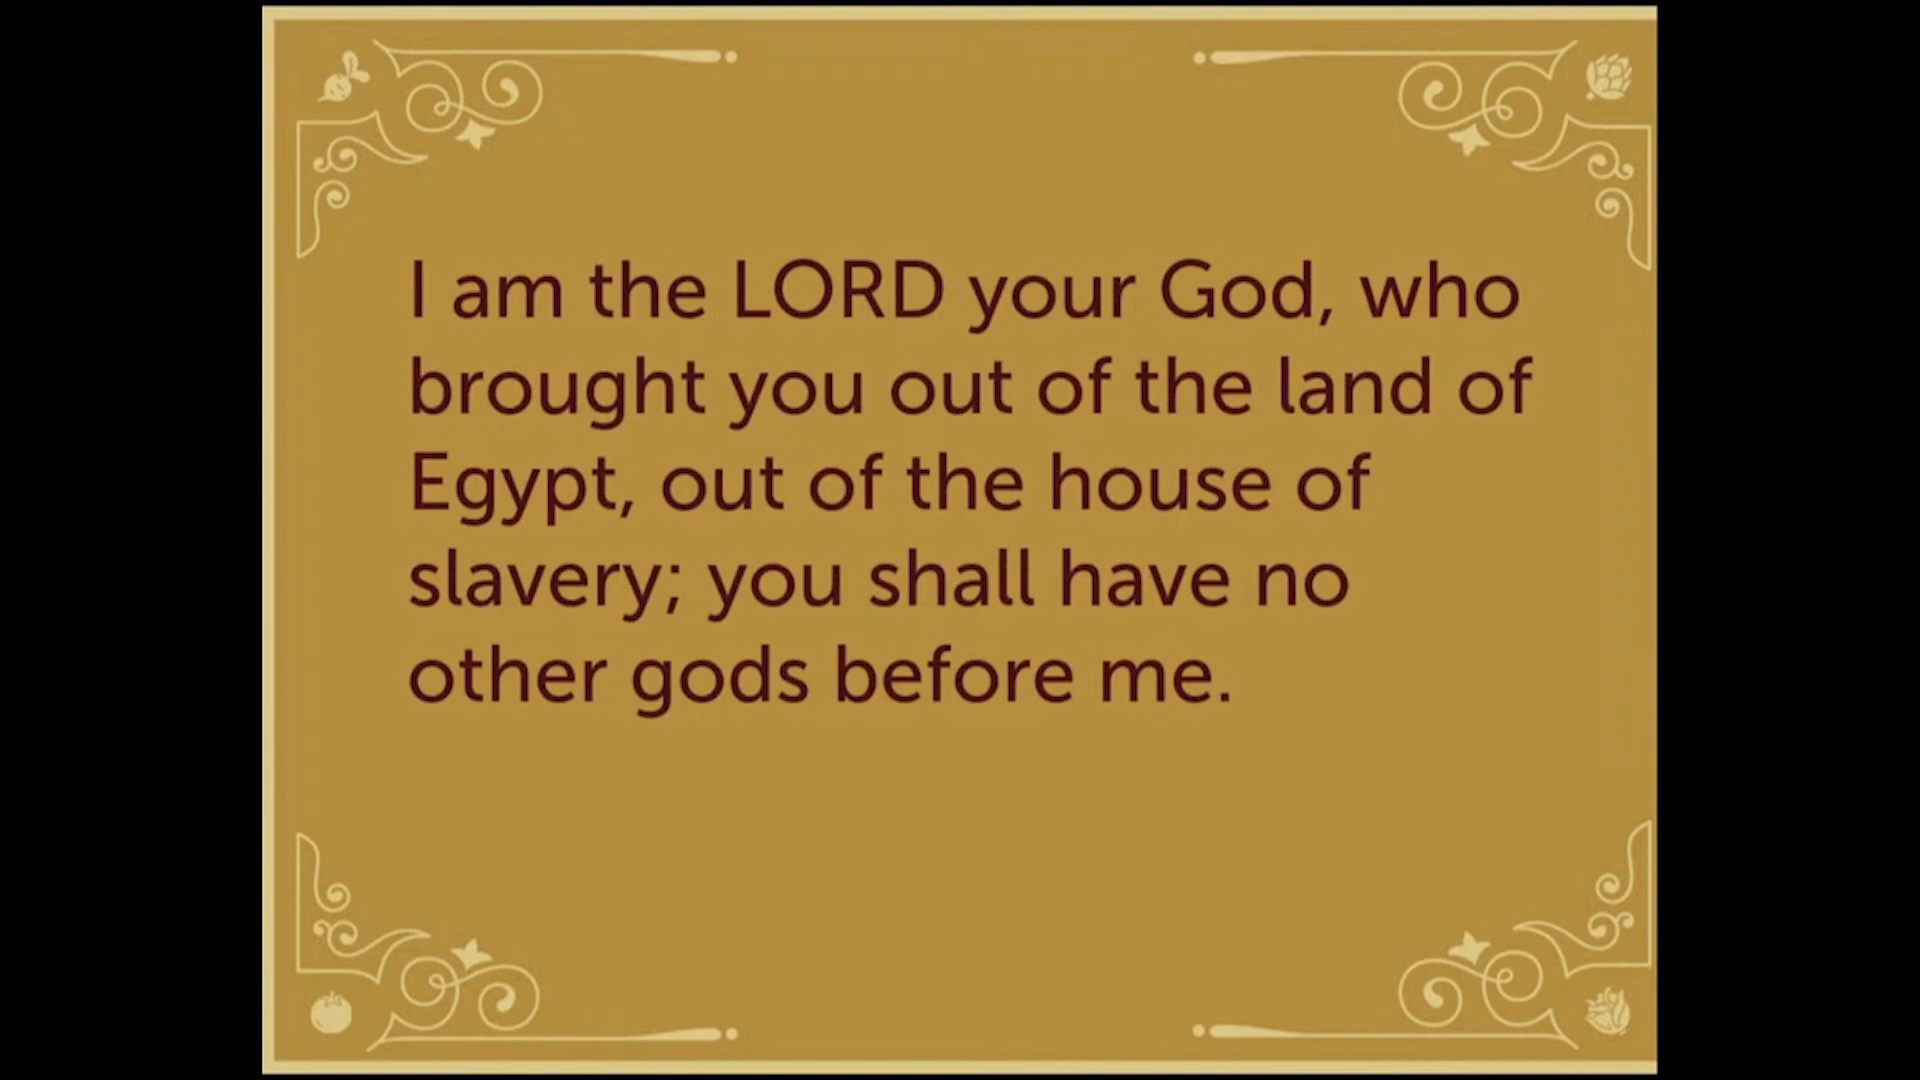 I am the LORD your God, who
brought you out of the land of
Egypt, out of the house of
slavery; you shall have no
other gods before me.